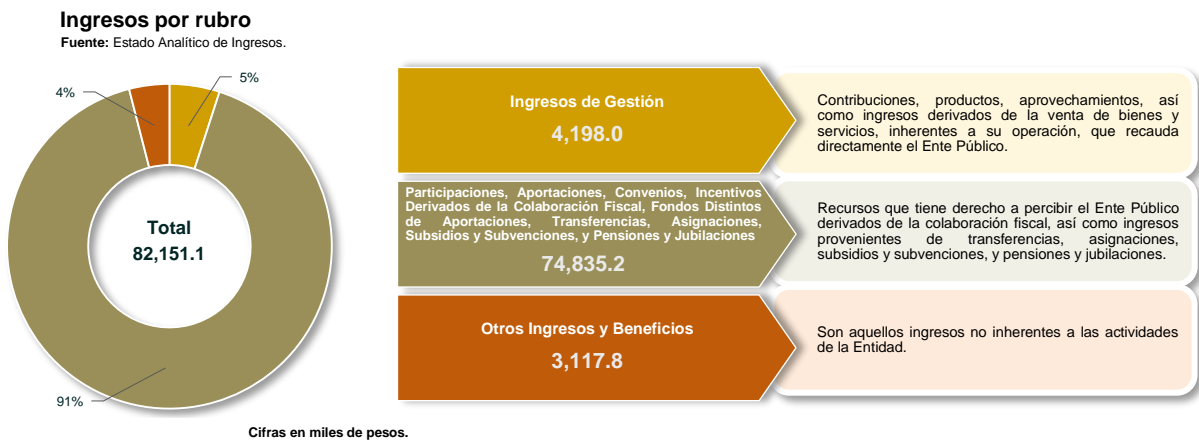 Ingresos por rubro
Fuente: Estado Analítico de Ingresos.
5%
4%
91%
Total
82,151.1
Ingresos de Gestión
4,198.0
Contribuciones, productos, aprovechamientos, así
como ingresos derivados de la venta de bienes y
servicios, inherentes a su operación, que recauda
directamente el Ente Público.
Participaciones, Aportaciones, Convenios, Incentivos
Derivados de la Colaboración Fiscal, Fondos Distintos
de Aportaciones, Transferencias, Asignaciones,
Subsidios y Subvenciones, y Pensiones y Jubilaciones
74,835.2
Recursos que tiene derecho a percibir el Ente Público
derivados de la colaboración fiscal, así como ingresos
provenientes de transferencias, asignaciones,
subsidios y subvenciones, y pensiones y jubilaciones.
Otros Ingresos y Beneficios
3,117.8
Son aquellos ingresos no inherentes a las actividades
de la Entidad.
Cifras en miles de pesos.